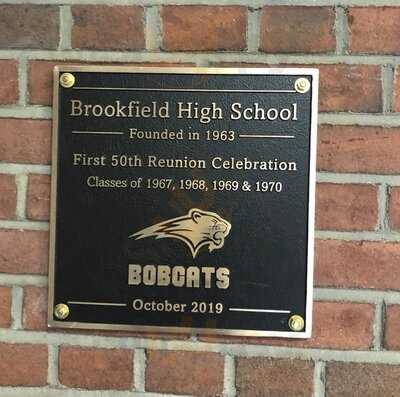 Brookfield High School
Founded in 1963
First 50th Reunion Celebration
Classes of 1967, 1968, 1969 & 1970
BOBCATS
October 2019